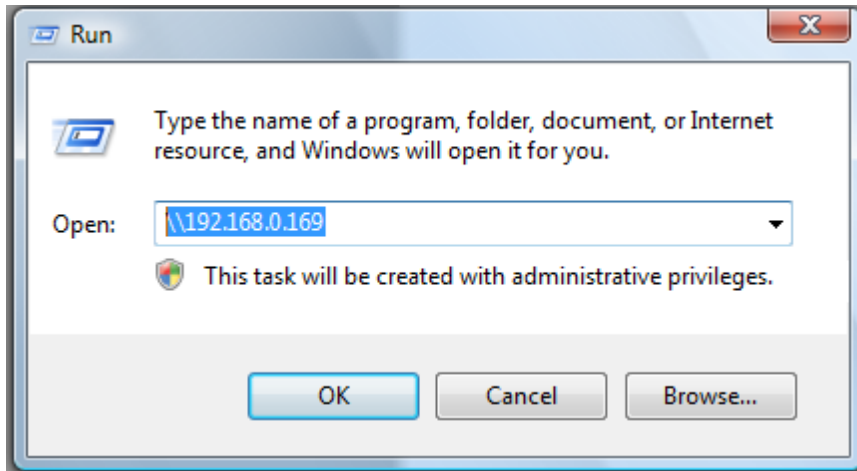 Run
Type the name of a program, folder, document, or Internet
resource, and Windows will open it for you.
Open: \\192.168.0.169
This task will be created with administrative privileges.
OK Cancel Browse...